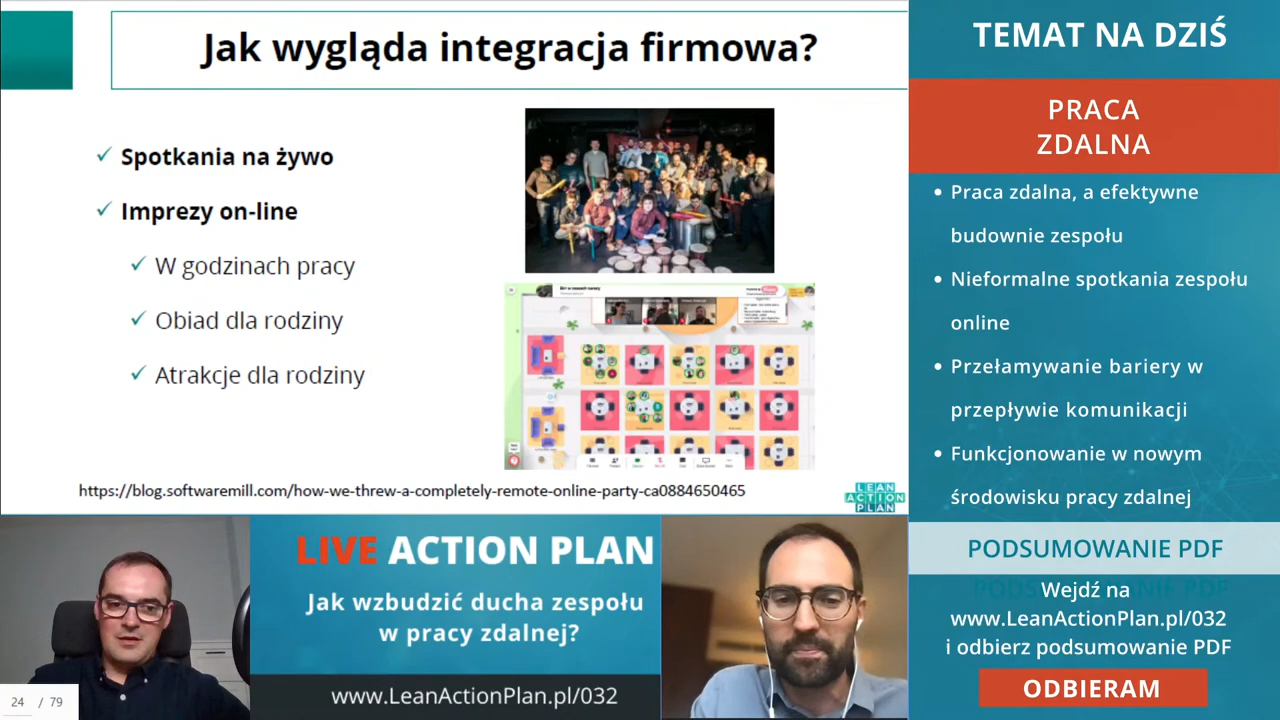 Jak wygląda integracja firmowa?
Spotkania na żywo
Imprezy on-line
W godzinach pracy
Obiad dla rodziny
Atrakcje dla rodziny
https://blog.softwaremill.com/how-we-threw-a-completely-remote-online-party-ca0884650465
LEAN
ACTION
PLAN
24 / 79
LIVE ACTION PLAN
Jak wzbudzić ducha zespołu
w pracy zdalnej?
www.LeanActionPlan.pl/032
TEMAT NA DZIŚ
PRACA
ZDALNA
Praca zdalna, a efektywne
budownie zespołu
Nieformalne spotkania zespołu
online
Przełamywanie bariery w
przepływie komunikacji
Funkcjonowanie w nowym
środowisku pracy zdalnej
PODSUMOWANIE PDF
Wejdź na
www.LeanActionPlan.pl/032
i odbierz podsumowanie PDF
ODBIERAM